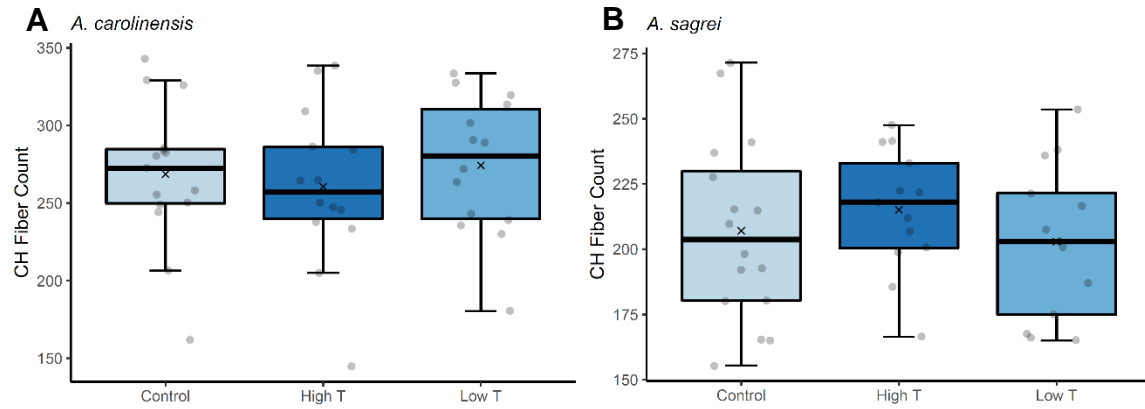 A A. carolinensis
CH Fiber Count
350
300
250
200
150
Control High T Low T
B A. sagrei
CH Fiber Count
275
250
225
200
175
150
Control High T Low T